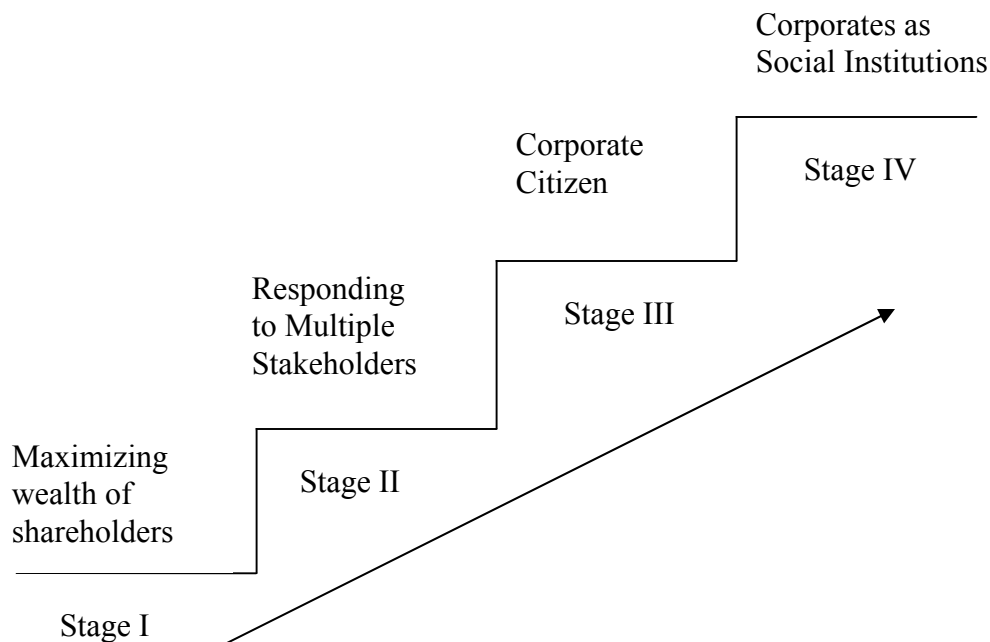 Corporates as
Social Institutions
Corporate
Citizen
Stage IV
Responding
to Multiple
Stakeholders
Stage III
Maximizing
wealth of
shareholders
Stage II
Stage I